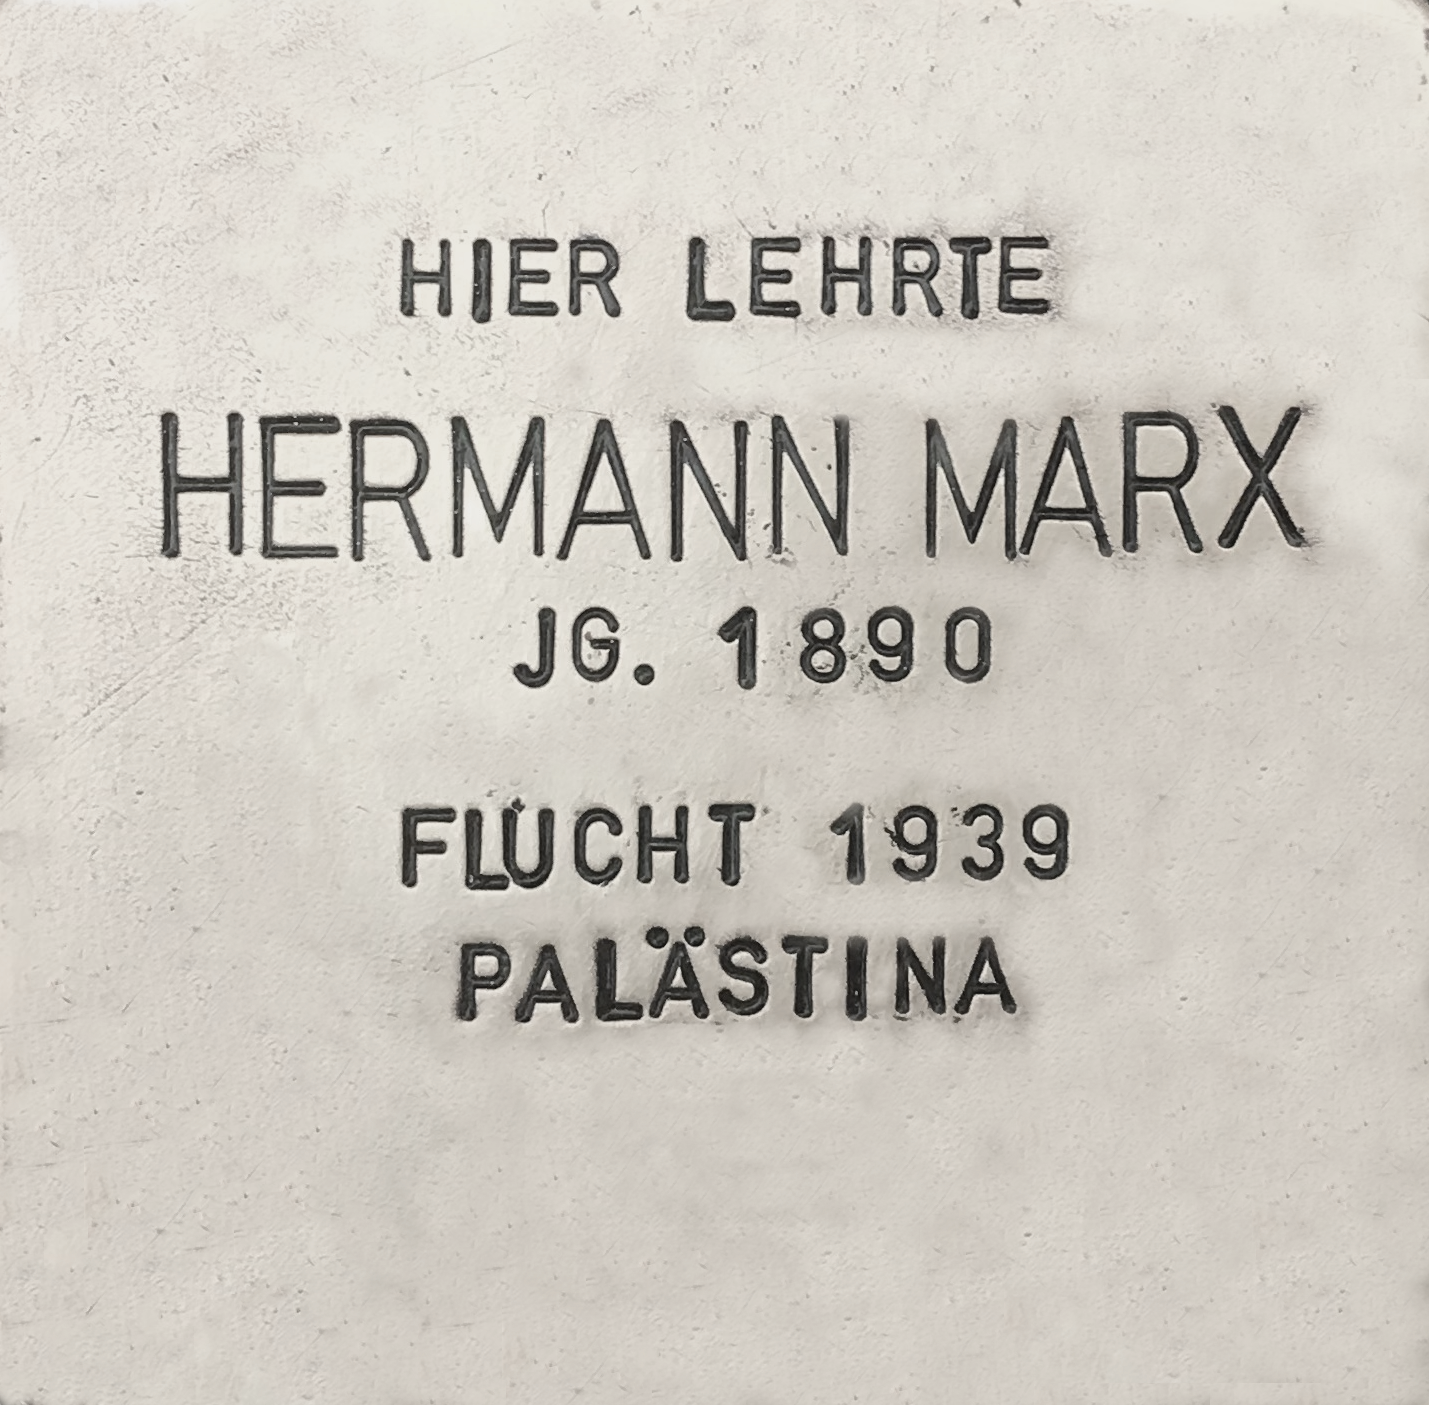 HIER LEHRTE
HERMANN MARX
JG. 1890
FLUCHT 1939
PALÄSTINA